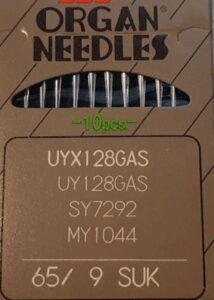 ORGAN
NEEDLES
-10pcs-
UYX128GAS
UY128GAS
SY7292
MY1044
65/ 9 SUK